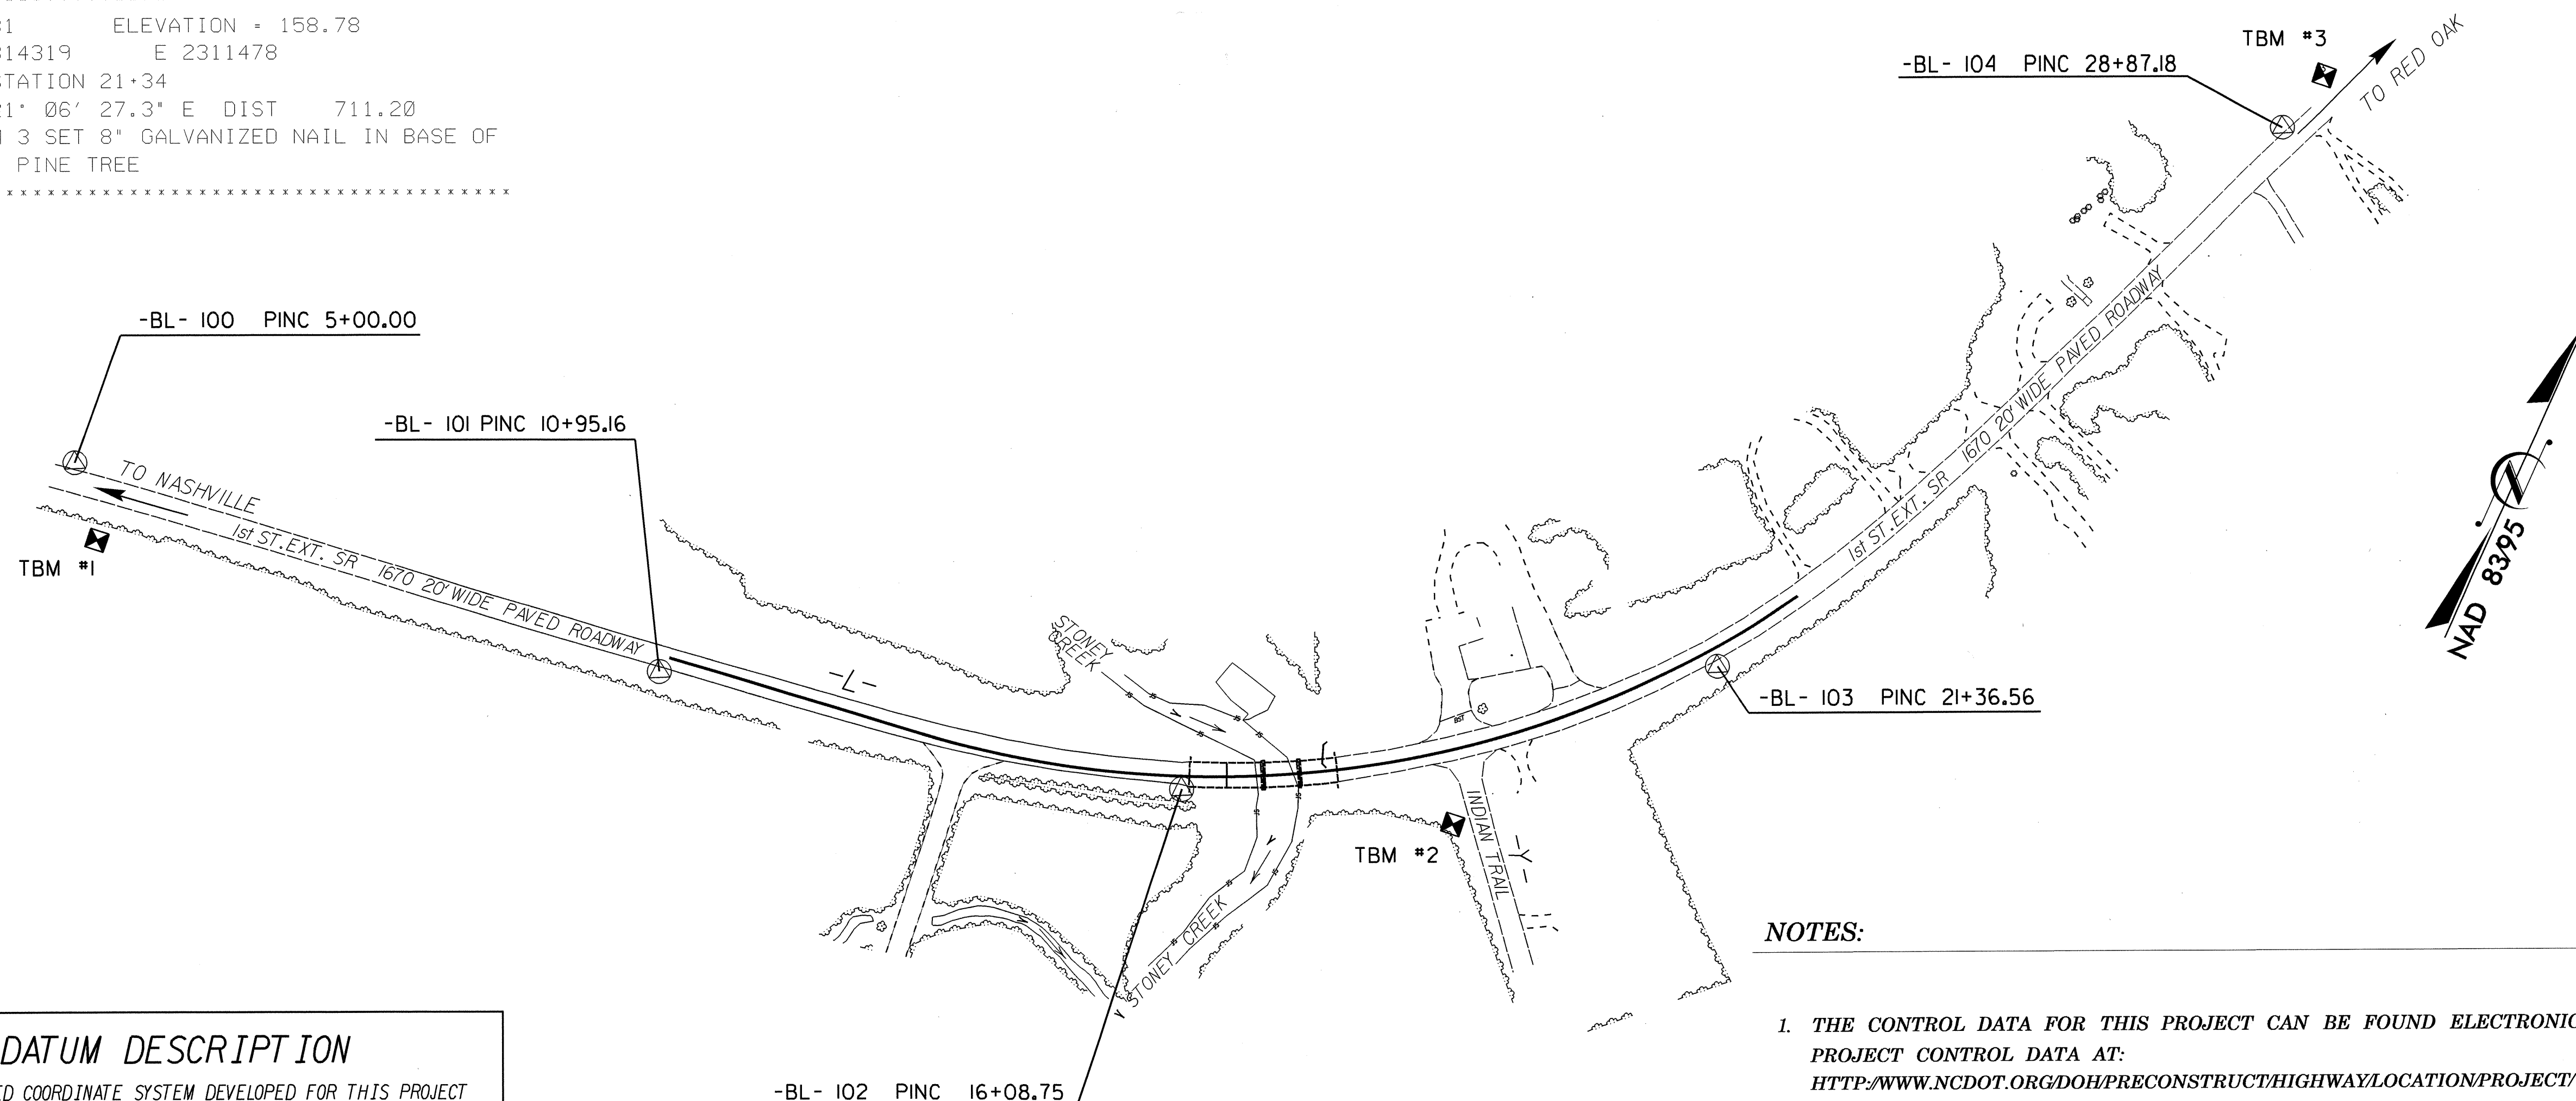 ELEVATION = 158.78
E 2311478
STATION 21+34
06' 27.3" E DIST 711.20
3 SET 8" GALVANIZED NAIL IN BASE OF
PINE TREE
*************************************
TBM #3
-BL- 104 PINC 28+87.18
TO RED OAK
-BL- 100 PINC 5+00.00
-BL- 101 PINC 10+95.16
TO NASHVILLE
1st ST. EXT. SR 1670 20' WIDE PAVED ROADWAY
TBM #1
1st ST. EXT. SR 1670 20' WIDE PAVED ROADWAY
NAD 83/95
STONEY
CREEK
-L-
-BL- 103 PINC 21+36.56
BST
TBM #2
INDIAN TRAIL
-Y-
STONEY CREEK
NOTES:
1. THE CONTROL DATA FOR THIS PROJECT CAN BE FOUND
PROJECT CONTROL DATA AT:
HTTP://WWW.NCDOT.ORG/DOH/PRECONSTRUCT/HIGHWAY/LOCATION/PROJECT/
DATUM DESCRIPTION
COORDINATE SYSTEM DEVELOPED FOR THIS PROJECT
-BL- 102 PINC 16+08.75